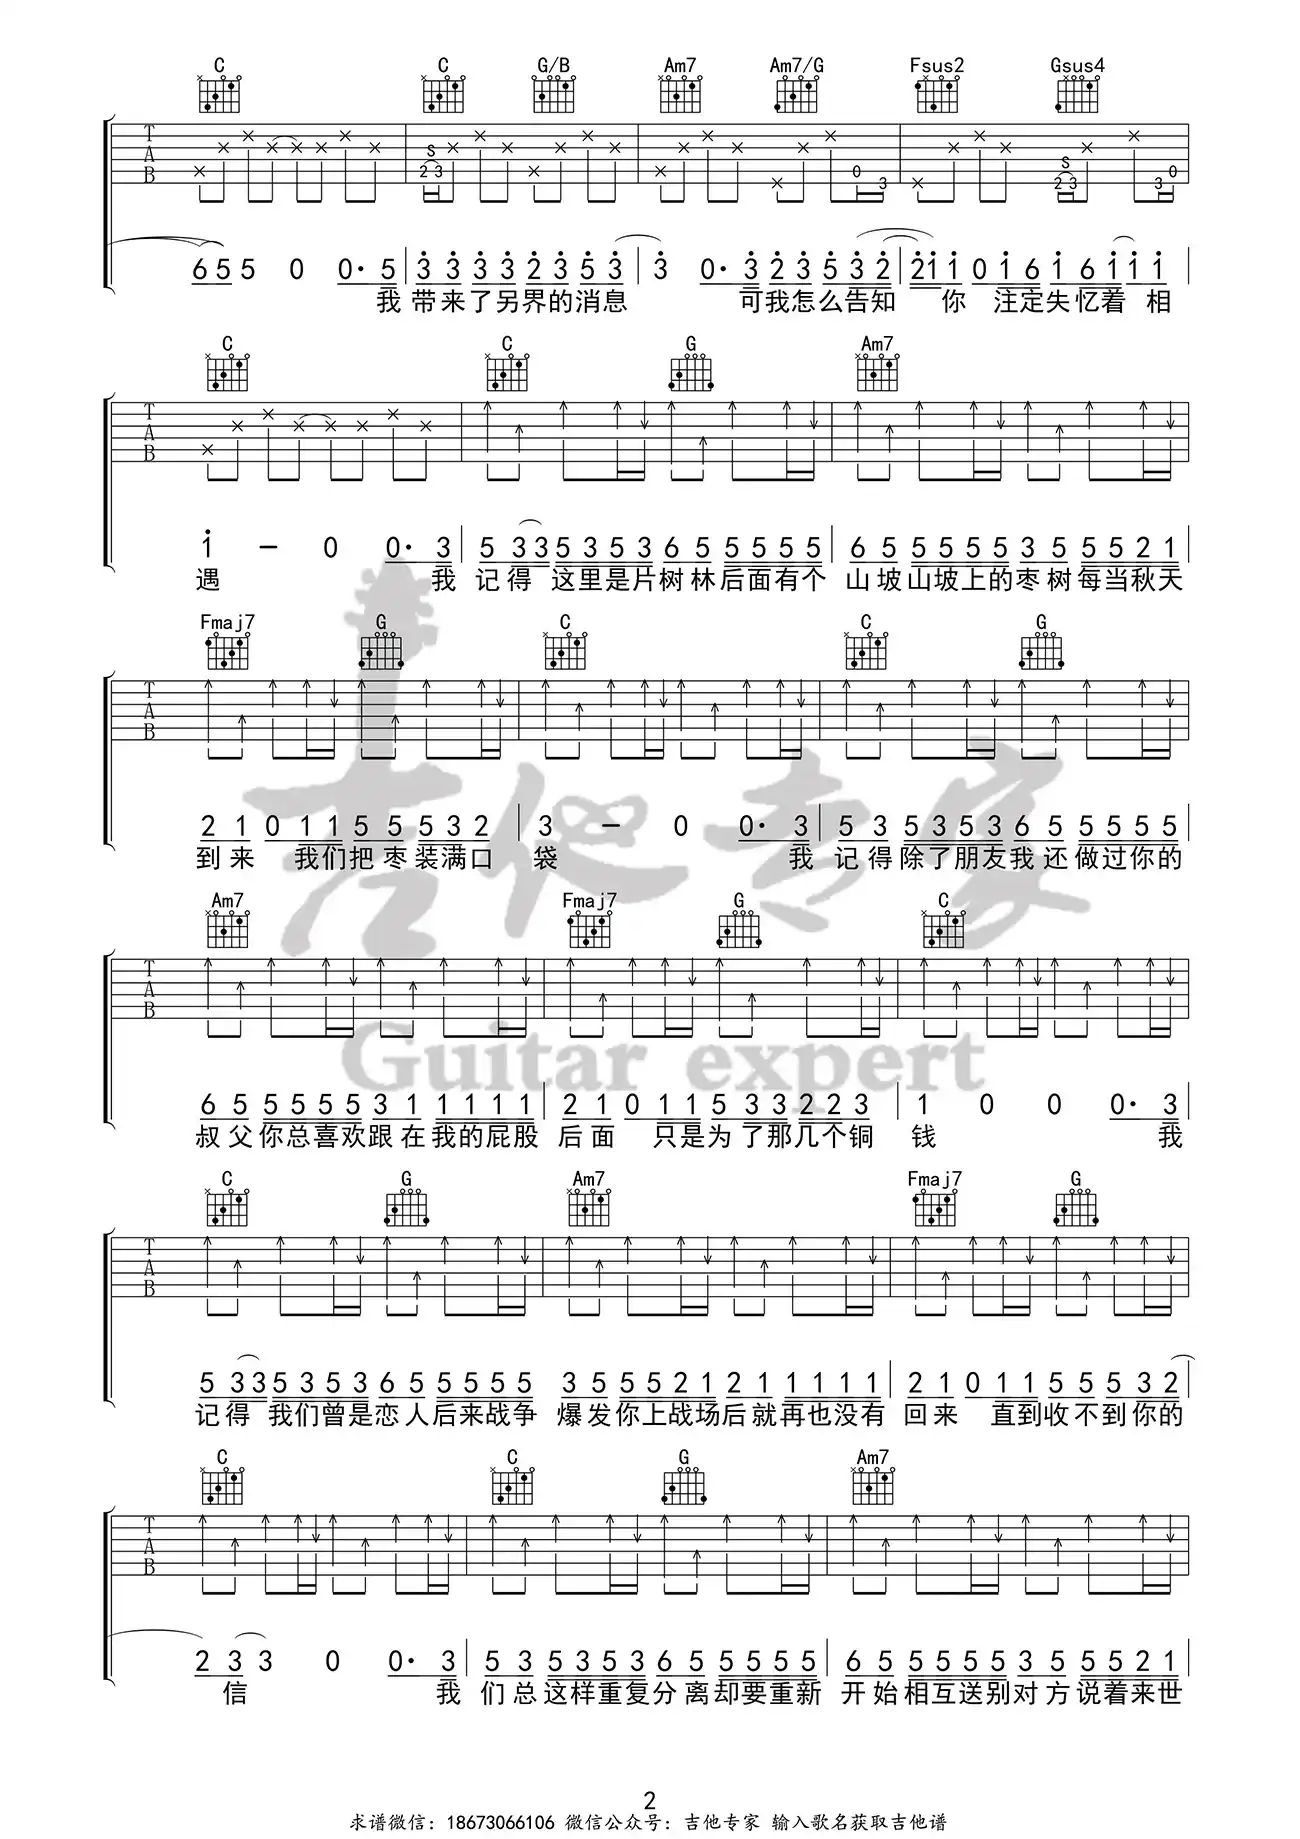 C C G/B Am7 Am7/G Fsus2 Gsus4
T
A
B
S S
2 3 0 3 2 3 3 0
6 5 5 0 0· 5 3 3 3 3 2 3 5 3 3 0· 3 2 3 5 3 2 2 1 1 0 1 6 1 6 1 1 1
我 带来了另界的消息 可我怎么告知 你 注定失忆着 相
C C G Am7
T
A
B
1 — 0 0· 3 5 3 3 5 3 5 3 6 5 5 5 5 5 6 5 5 5 5 5 3 5 5 5 2 1
遇 我 记得 这里是片树林后面有个 山坡山坡上的枣树每当秋天
Fmaj7 G C C G
T
A
B
2 1 0 1 1 5 5 5 3 2 3 — 0 0· 3 5 3 5 3 5 3 6 5 5 5 5 5
到来 我们把枣装满口 袋 我 记得除了朋友我还做过你的
Am7 Fmaj7 G C
T
A
B
6 5 5 5 5 5 3 1 1 1 1 1 2 1 0 1 1 5 3 3 2 2 3 1 0 0 0· 3
叔父你总喜欢跟在我的屁股 后面 只是为了那几个铜 钱 我
C G Am7 Fmaj7 G
T
A
B
5 3 3 5 3 5 3 6 5 5 5 5 5 3 5 5 5 2 1 2 1 1 1 1 1 2 1 0 1 1 5 5 5 3 2
记得 我们曾是恋人后来战争 爆发你上战场后就再也没有 回来 直到收不到你的
C C G Am7
T
A
B
2 3 3 0 0· 3 5 3 5 3 5 3 6 5 5 5 5 5 6 5 5 5 5 5 3 5 5 5 2 1
信 我 们总这样重复分离却要重新 开始相互送别对方说着来世
吉他专家
Guitar expert
2
求谱微信：18673066106 微信公众号：吉他专家 输入歌名获取吉他谱